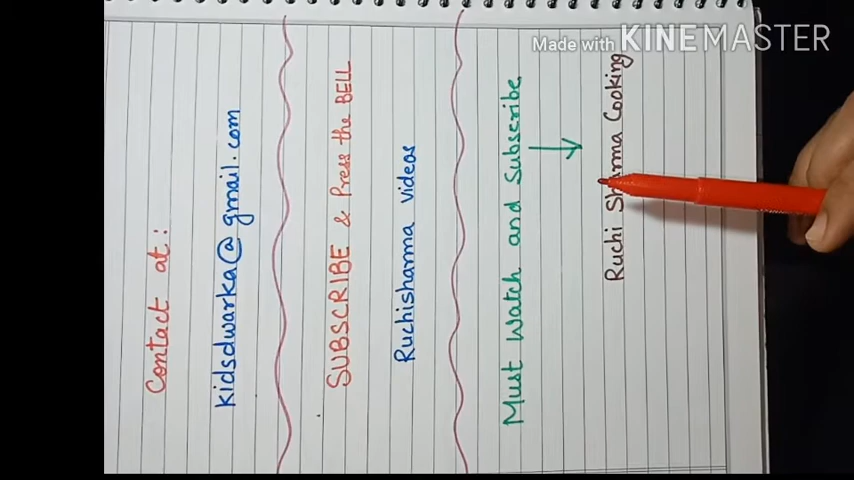 Made with KINEMASTER
Contact at:
kidsdwarka@gmail.com
SUBSCRIBE & Press the BELL
Ruchisharma videos
Must Watch and Subscribe
Ruchi Sharma Cooking